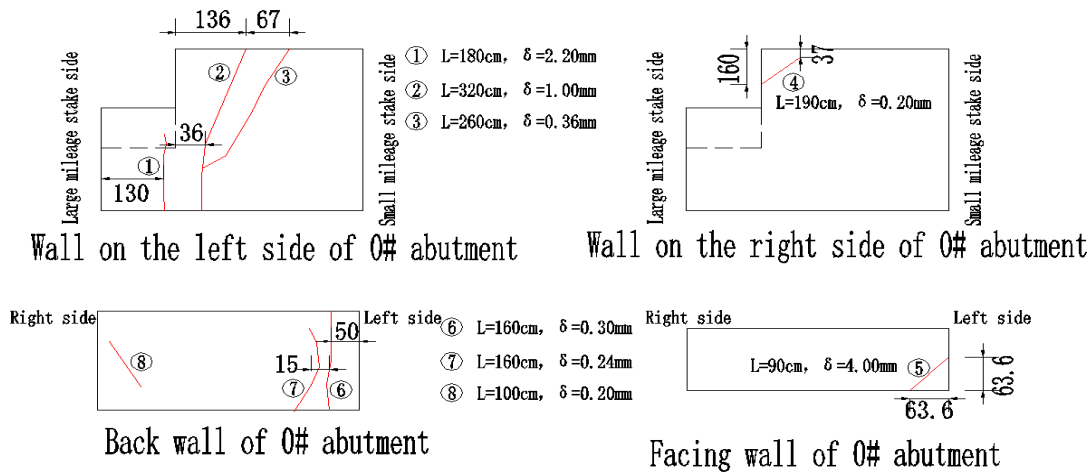 136
67
① L=180cm, δ=2.20mm
② L=320cm, δ=1.00mm
③ L=260cm, δ=0.36mm
②
③
36
①
130
Large mileage stake side
Small mileage stake side
Wall on the left side of 0# abutment
160
37
④
L=190cm, δ=0.20mm
Large mileage stake side
Small mileage stake side
Wall on the right side of 0# abutment
Right side
Left side
50
15
⑧
⑦
⑥
⑥ L=160cm, δ=0.30mm
⑦ L=160cm, δ=0.24mm
⑧ L=100cm, δ=0.20mm
Back wall of 0# abutment
Right side
Left side
L=90cm, δ=4.00mm
⑤
63.6
63.6
Facing wall of 0# abutment